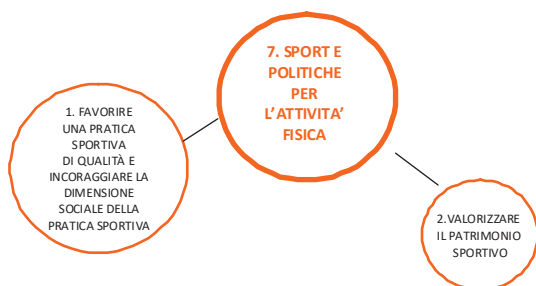 7. SPORT E
POLITICHE
PER
L'ATTIVITA'
FISICA
1. FAVORIRE
UNA PRATICA
SPORTIVA
DI QUALITÀ E
INCORAGGIARE LA
DIMENSIONE
SOCIALE DELLA
PRATICA SPORTIVA
2.VALORIZZARE
IL PATRIMONIO
SPORTIVO